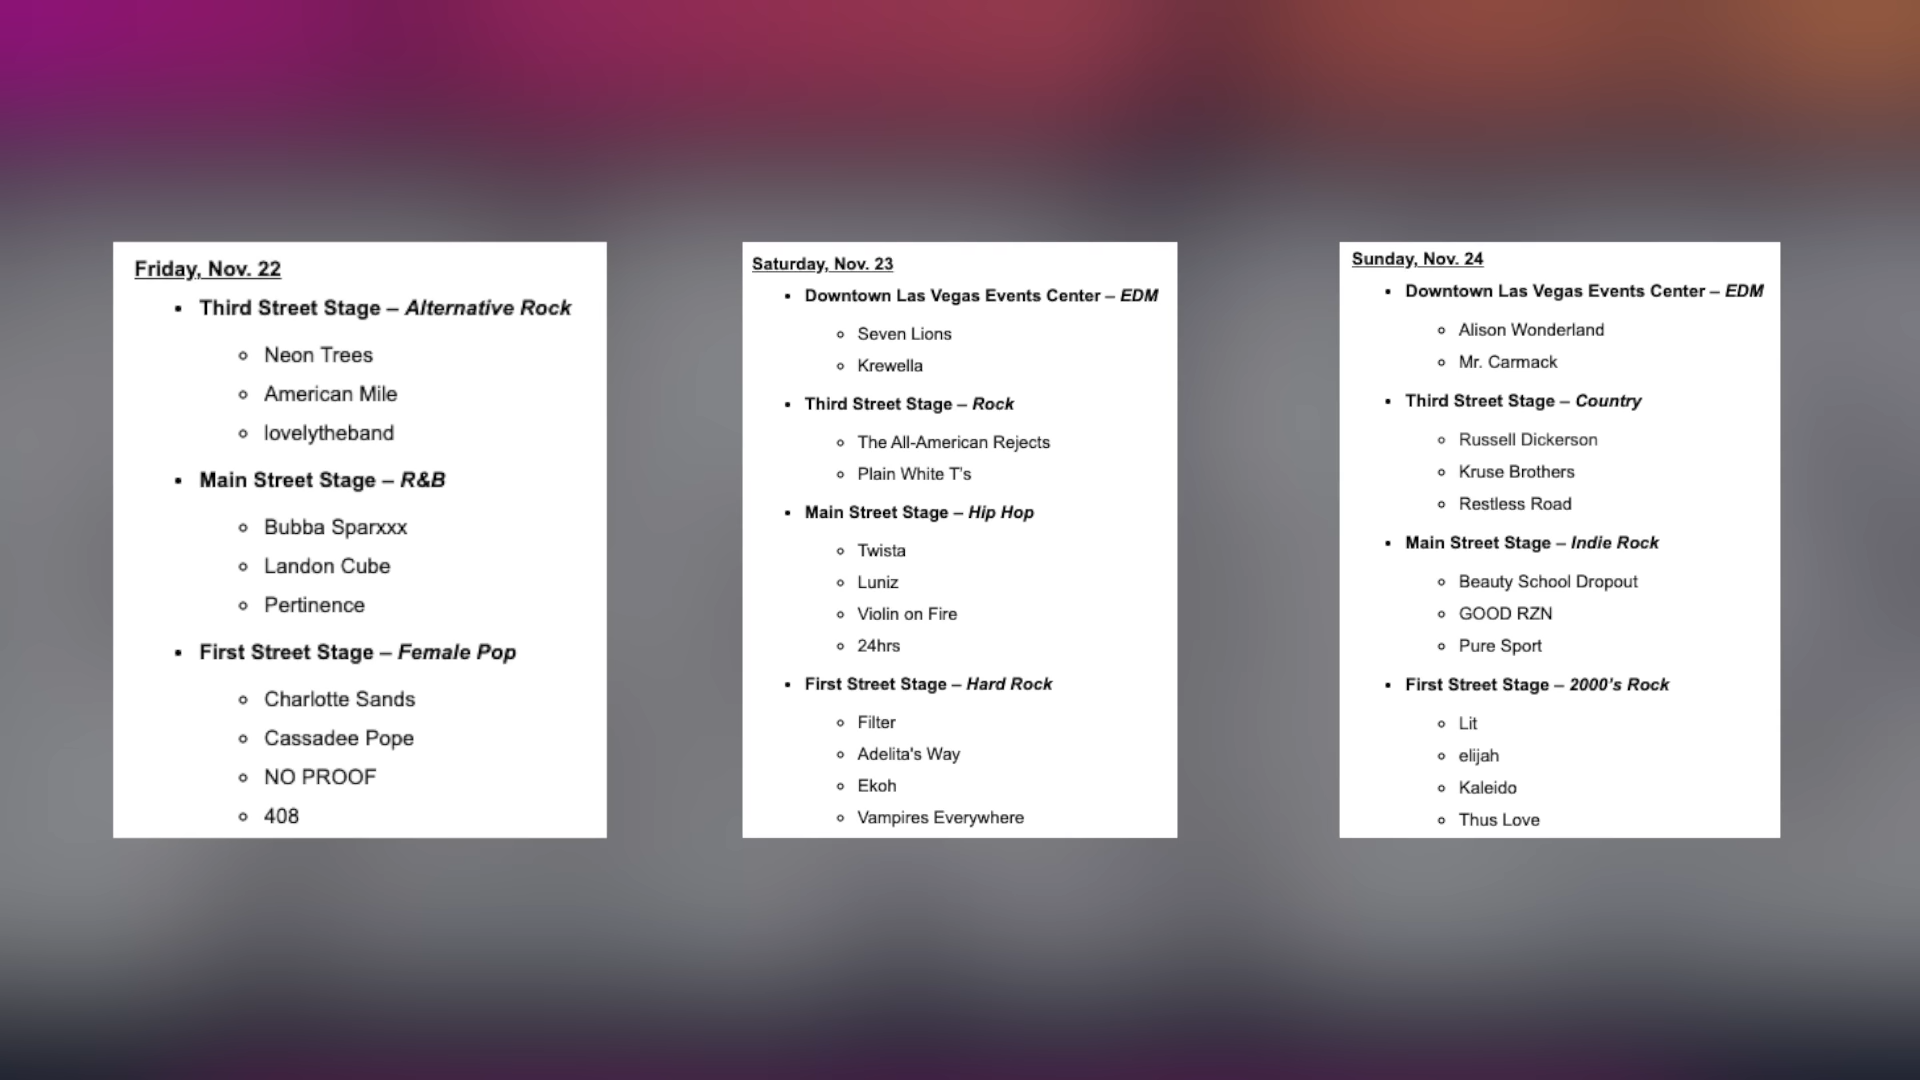 Friday, Nov. 22
• Third Street Stage – Alternative Rock
◦ Neon Trees
◦ American Mile
◦ lovelytheband
• Main Street Stage – R&B
◦ Bubba Sparxxx
◦ Landon Cube
◦ Pertinence
• First Street Stage – Female Pop
◦ Charlotte Sands
◦ Cassadee Pope
◦ NO PROOF
◦ 408
Saturday, Nov. 23
• Downtown Las Vegas Events Center – EDM
◦ Seven Lions
◦ Krewella
• Third Street Stage – Rock
◦ The All-American Rejects
◦ Plain White T's
• Main Street Stage – Hip Hop
◦ Twista
◦ Luniz
◦ Violin on Fire
◦ 24hrs
• First Street Stage – Hard Rock
◦ Filter
◦ Adelita's Way
◦ Ekoh
◦ Vampires Everywhere
Sunday, Nov. 24
• Downtown Las Vegas Events Center – EDM
◦ Alison Wonderland
◦ Mr. Carmack
• Third Street Stage – Country
◦ Russell Dickerson
◦ Kruse Brothers
◦ Restless Road
• Main Street Stage – Indie Rock
◦ Beauty School Dropout
◦ GOOD RZN
◦ Pure Sport
• First Street Stage – 2000's Rock
◦ Lit
◦ elijah
◦ Kaleido
◦ Thus Love